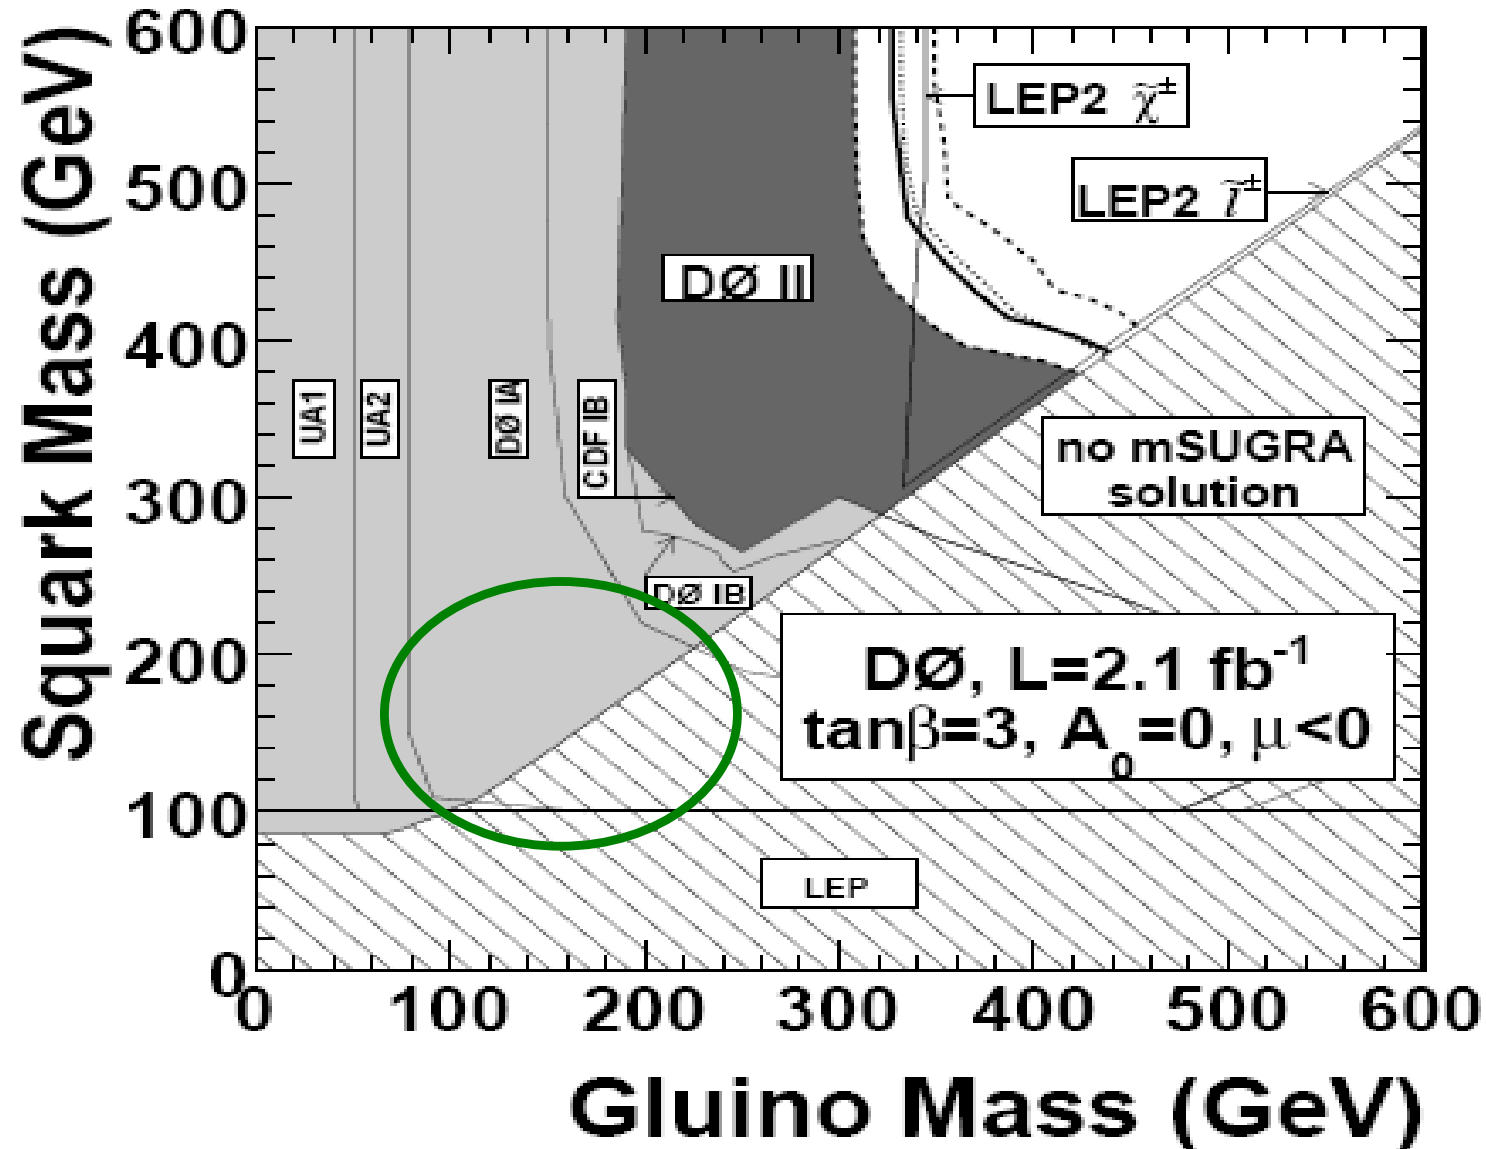 Squark Mass (GeV)
600
500
400
300
200
100
0
0 100 200 300 400 500 600
Gluino Mass (GeV)
UA1
UA2
DØ IA
CDF IB
DØ IB
DØ II
LEP2 χ̃±
LEP2 l̃±
no mSUGRA
solution
DØ, L=2.1 fb⁻¹
tanβ=3, A₀=0, μ<0
LEP